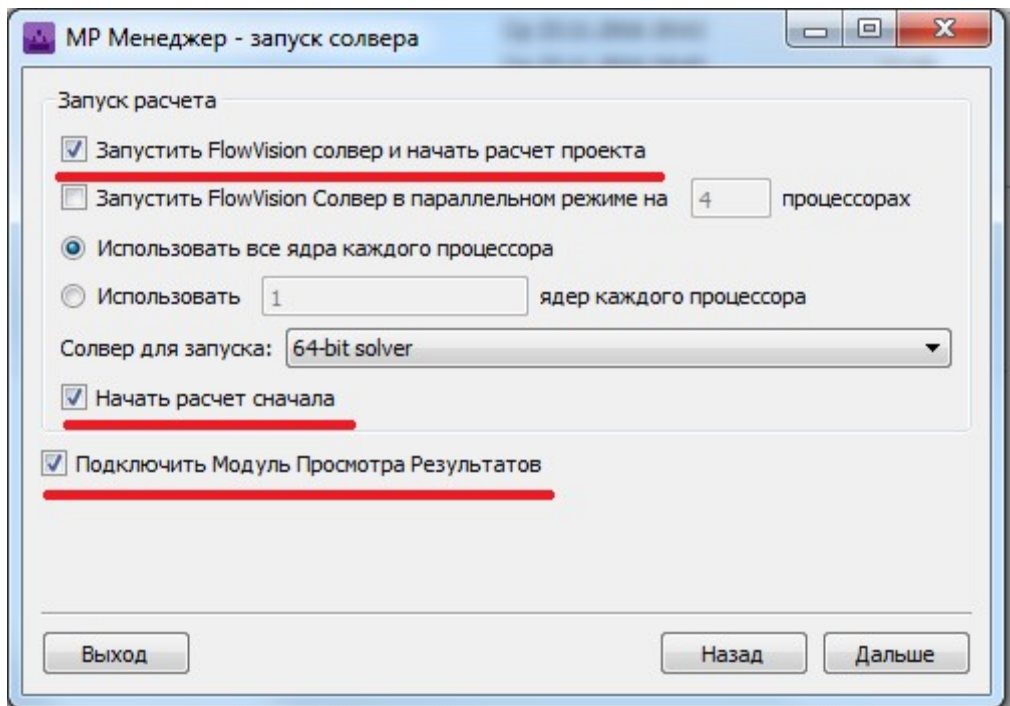 МР Менеджер - запуск солвера
Запуск расчета
Запустить FlowVision солвер и начать расчет проекта
Запустить FlowVision Солвер в параллельном режиме на 4 процессорах
Использовать все ядра каждого процессора
Использовать 1 ядер каждого процессора
Солвер для запуска: 64-bit solver
Начать расчет сначала
Подключить Модуль Просмотра Результатов
Выход Назад Дальше